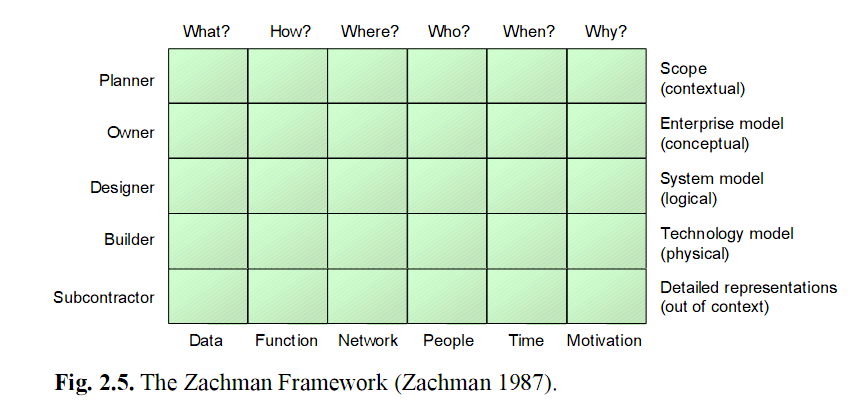 What? How? Where? Who? When? Why?
Planner
Scope
(contextual)
Owner
Enterprise model
(conceptual)
Designer
System model
(logical)
Builder
Technology model
(physical)
Subcontractor
Detailed representations
(out of context)
Data Function Network People Time Motivation
Fig. 2.5. The Zachman Framework (Zachman 1987).